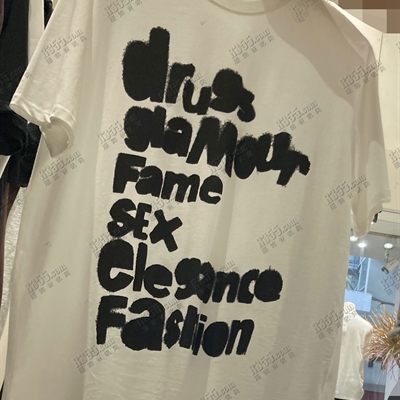 drugs
glaMour
Fame
SEX
elegance
Fashion